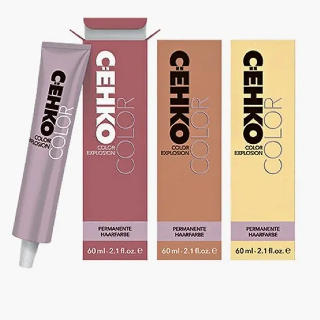 C:EHKO
COLOR
COLOR
EXPLOSION
C:EHKO
COLOR
COLOR
EXPLOSION
PERMANENTE
HAARFARBE
60 ml - 2.1 fl.oz. ℮
C:EHKO
COLOR
COLOR
EXPLOSION
PERMANENTE
HAARFARBE
60 ml - 2.1 fl.oz. ℮
C:EHKO
COLOR
COLOR
EXPLOSION
PERMANENTE
HAARFARBE
60 ml - 2.1 fl.oz. ℮